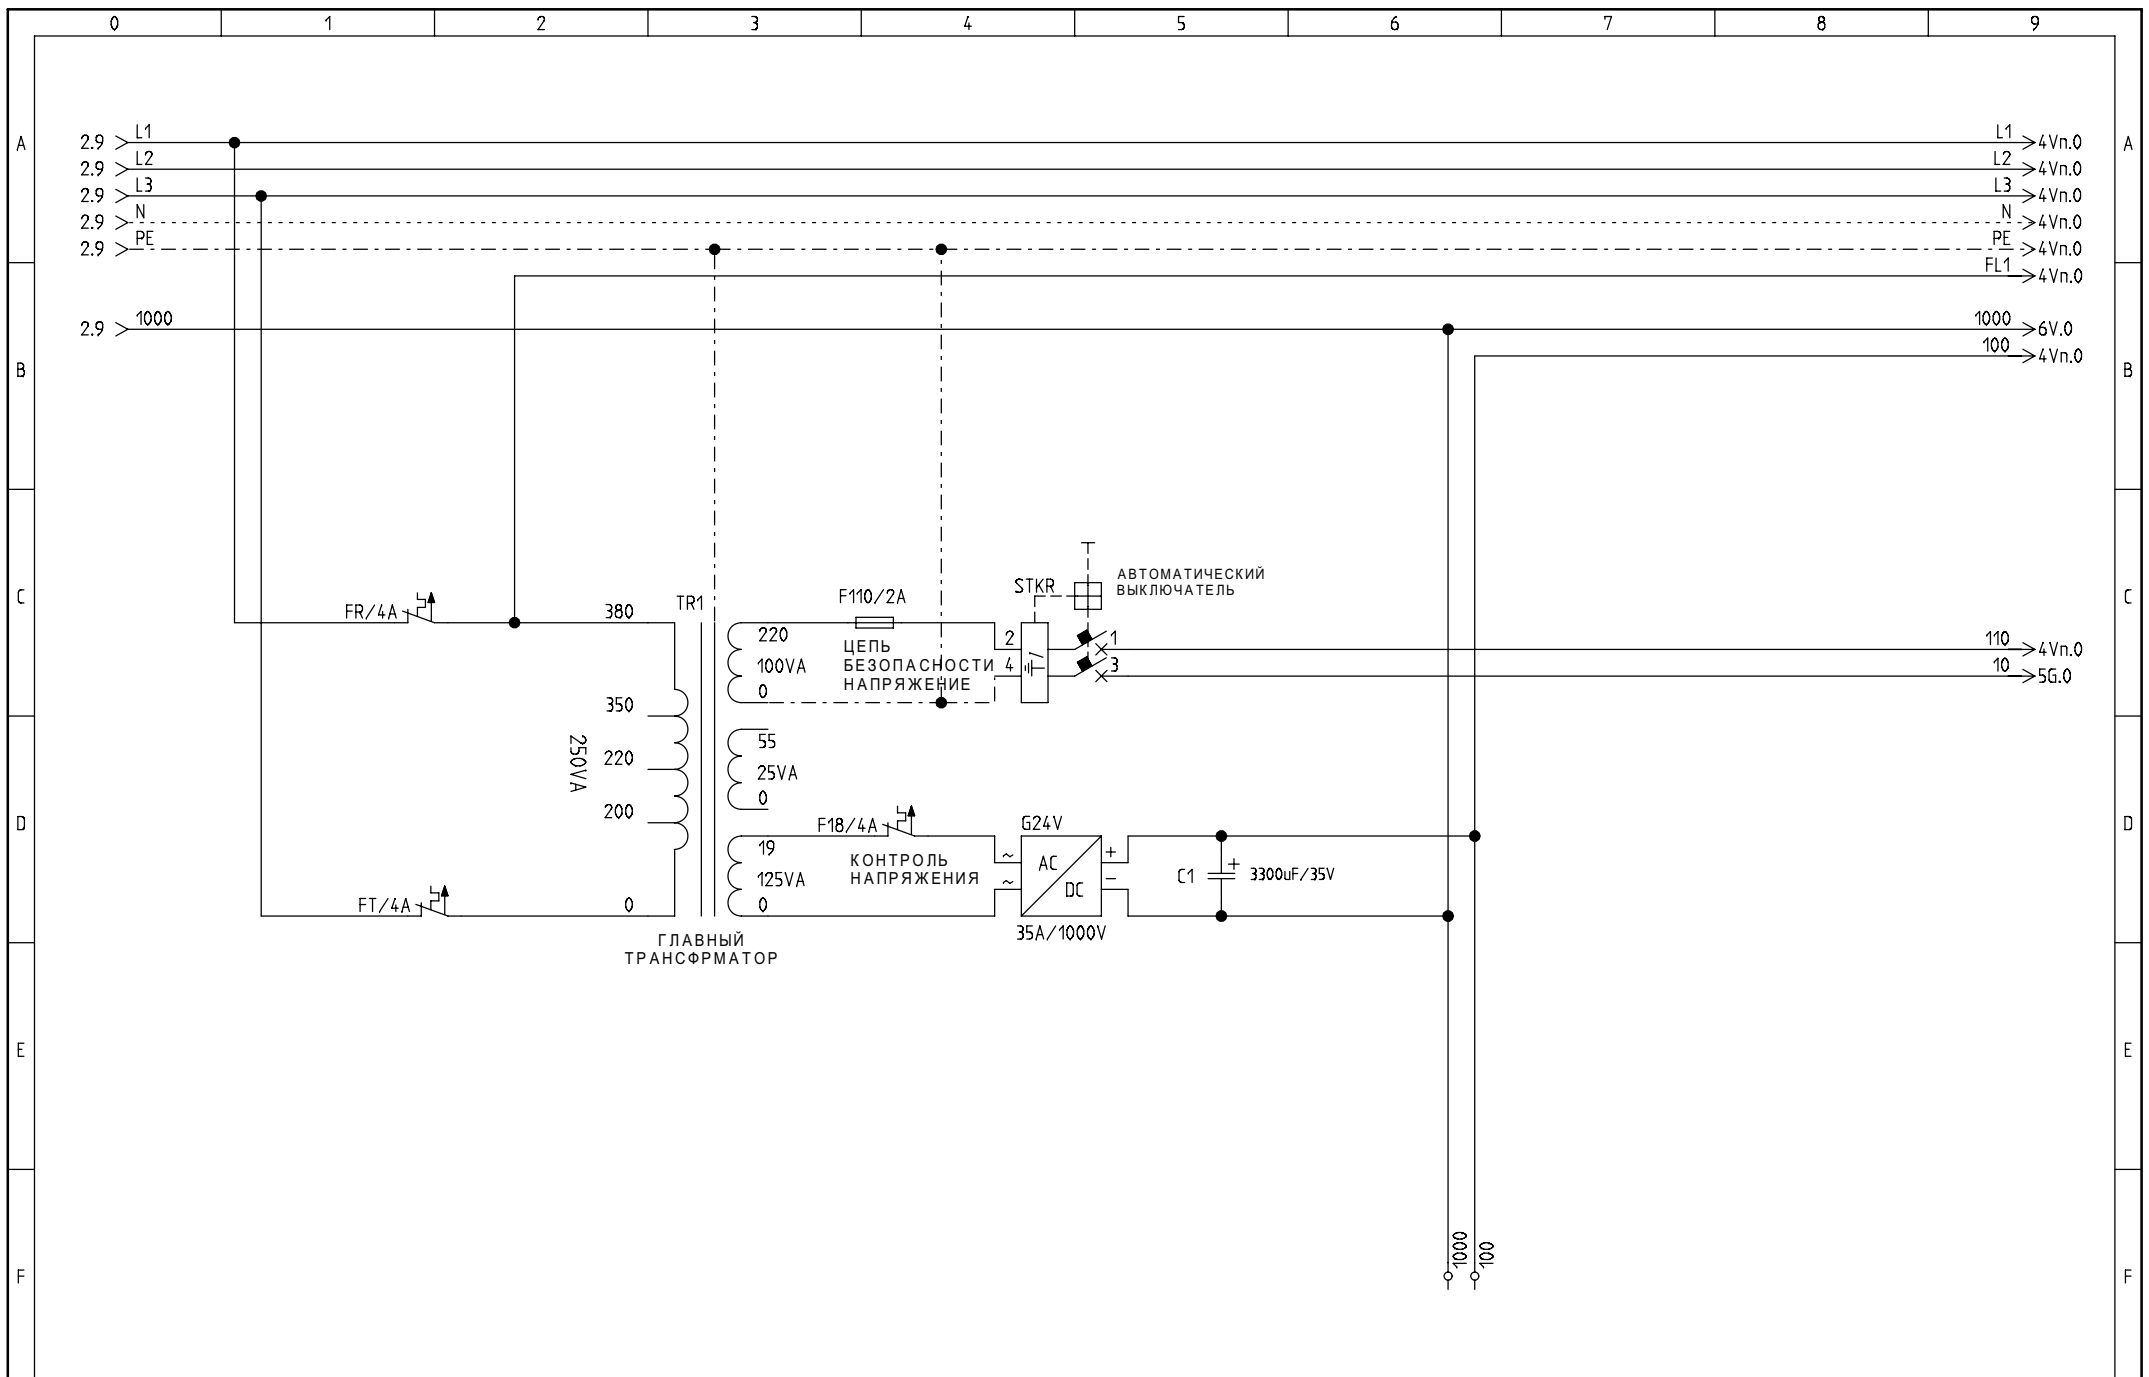 0 1 2 3 4 5 6 7 8 9
A A
2.9 L1 L1 4Vn.0
2.9 L2 L2 4Vn.0
2.9 L3 L3 4Vn.0
2.9 N N 4Vn.0
2.9 PE PE 4Vn.0
FL1 4Vn.0
2.9 1000 1000 6V.0
100 4Vn.0
B B
C C
FR/4A
380
TR1
220
100VA
0
F110/2A
ЦЕПЬ
БЕЗОПАСНОСТИ
НАПРЯЖЕНИЕ
STKR
АВТОМАТИЧЕСКИЙ
ВЫКЛЮЧАТЕЛЬ
2 1
4 3
110 4Vn.0
10 5G.0
350
220
200
250VA
55
25VA
0
D D
F18/4A
КОНТРОЛЬ
НАПРЯЖЕНИЯ
19
125VA
0
G24V
~ AC +
~ DC −
35A/1000V
C1 + 3300uF/35V
FT/4A
0
ГЛАВНЫЙ
ТРАНСФРМАТОР
E E
1000
100
F F